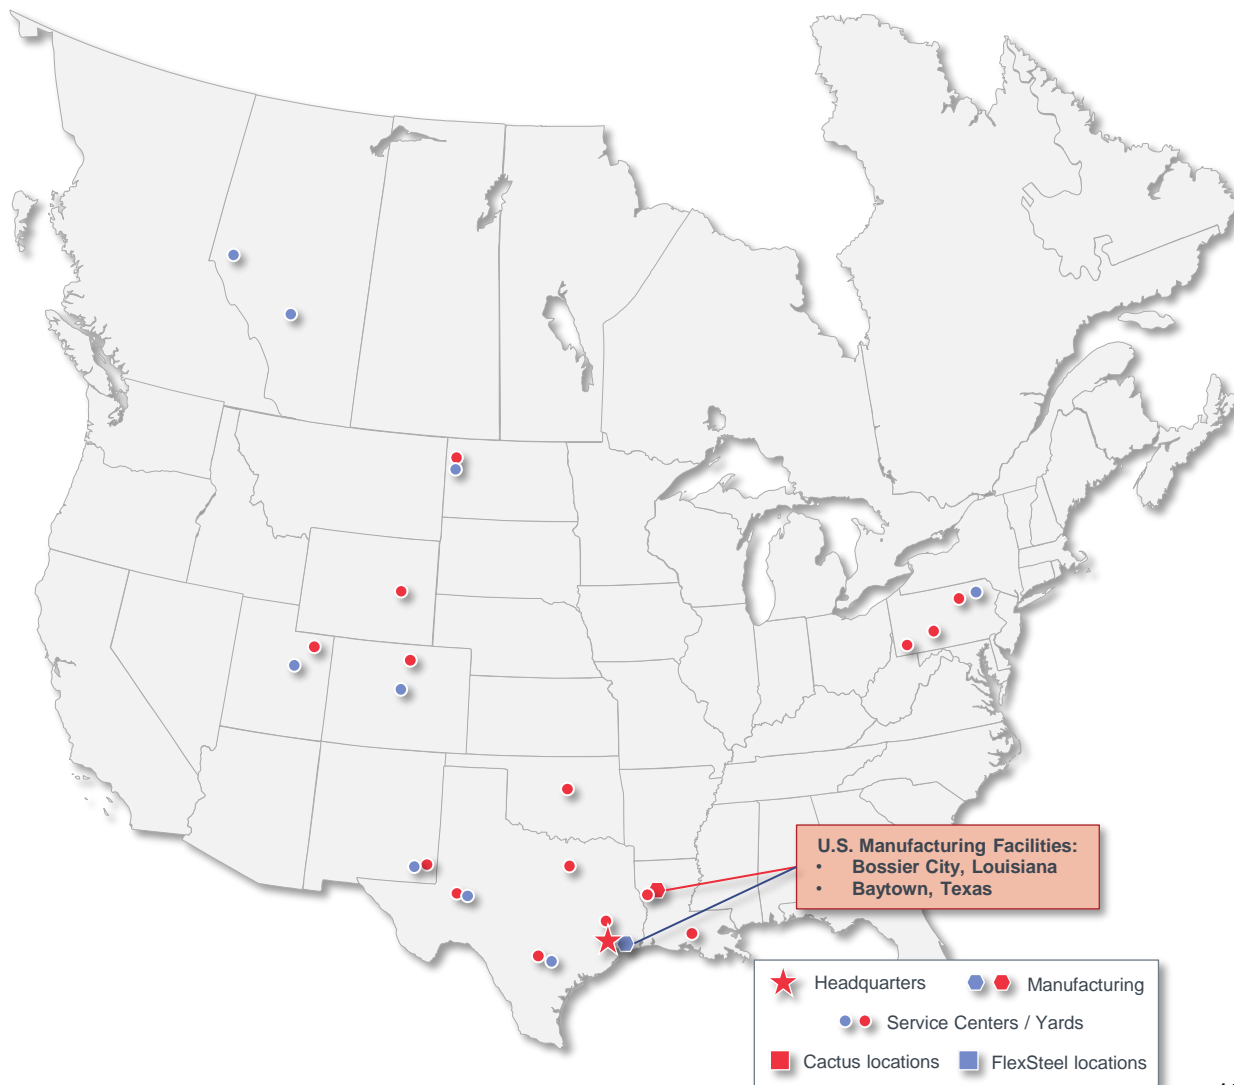 U.S. Manufacturing Facilities:
• Bossier City, Louisiana
• Baytown, Texas
Headquarters
Manufacturing
Service Centers / Yards
Cactus locations
FlexSteel locations